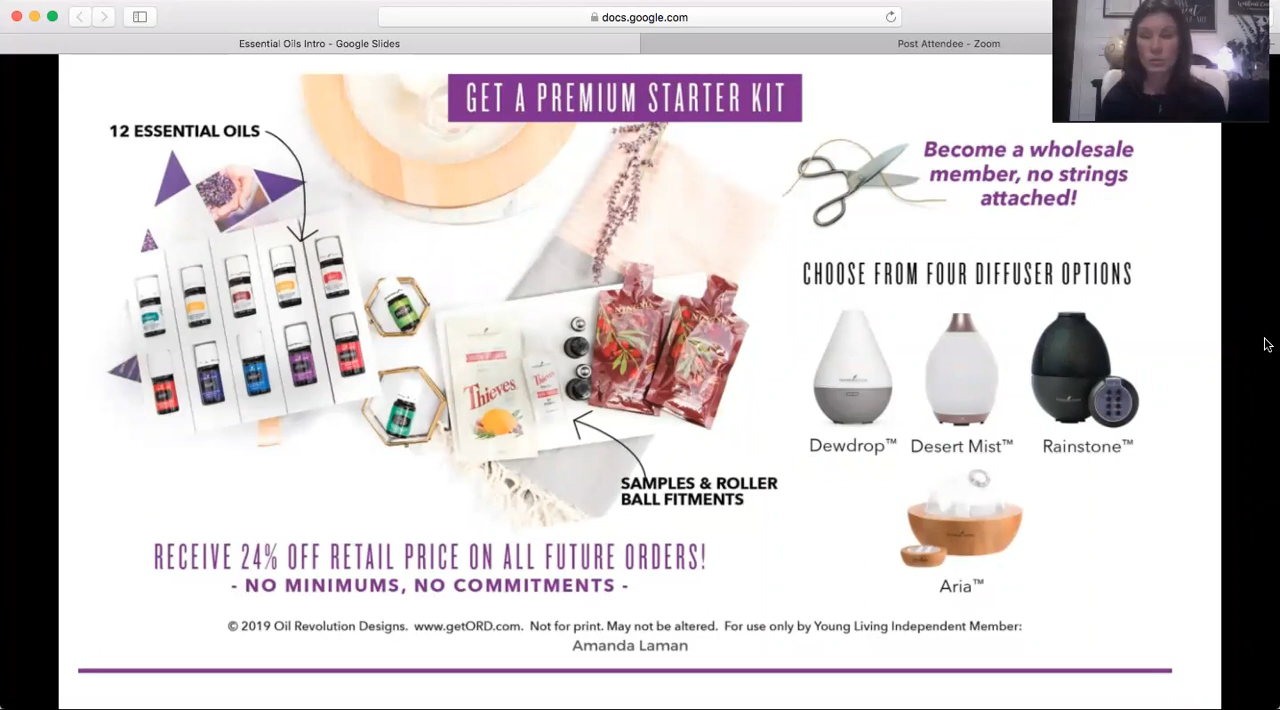 docs.google.com
Essential Oils Intro - Google Slides
Post Attendee - Zoom
GET A PREMIUM STARTER KIT
12 ESSENTIAL OILS
Become a wholesale
member, no strings
attached!
CHOOSE FROM FOUR DIFFUSER OPTIONS
Thieves
Thieves
Dewdrop™
Desert Mist™
Rainstone™
SAMPLES & ROLLER
BALL FITMENTS
RECEIVE 24% OFF RETAIL PRICE ON ALL FUTURE ORDERS!
- NO MINIMUMS, NO COMMITMENTS -
Aria™
© 2019 Oil Revolution Designs. www.getORD.com. Not for print. May not be altered. For use only by Young Living Independent Member:
Amanda Laman